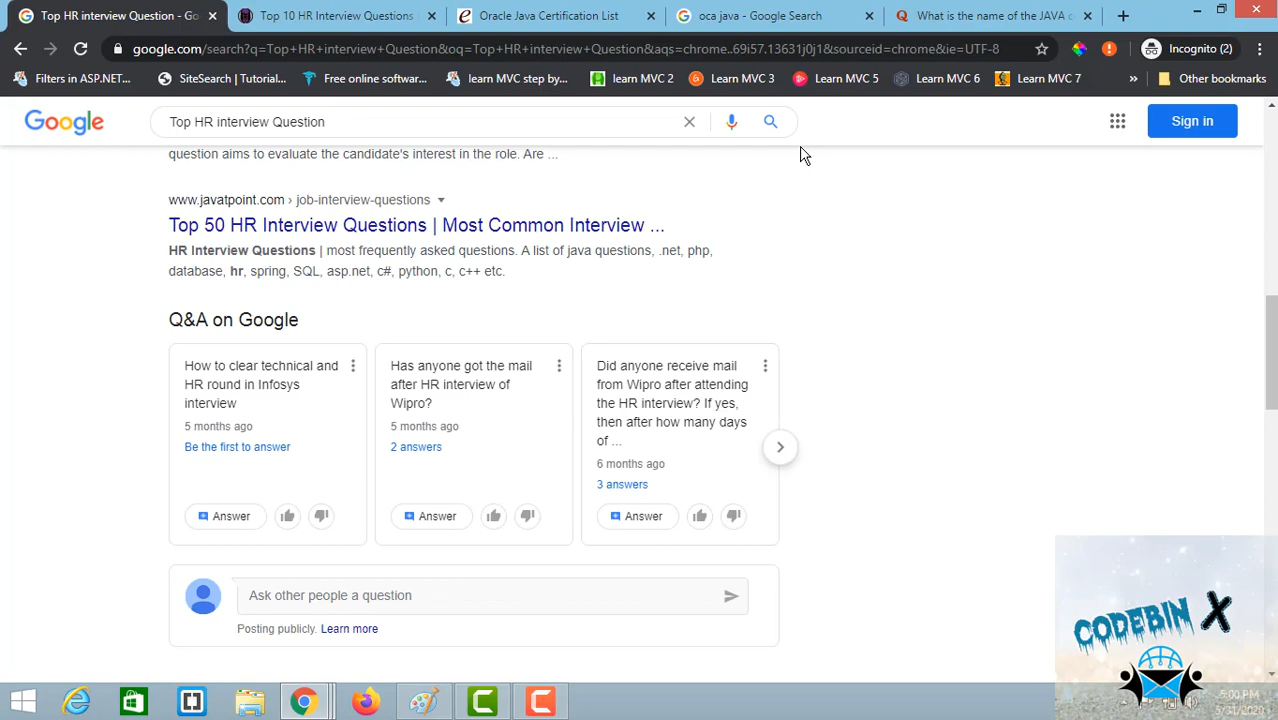 Top HR interview Question - Go
Top 10 HR Interview Questions
Oracle Java Certification List
oca java - Google Search
What is the name of the JAVA c
google.com/search?q=Top+HR+interview+Question&oq=Top+HR+interview+Question&aqs=chrome..69i57.13631j0j1&sourceid=chrome&ie=UTF-8
Incognito (2)
Filters in ASP.NET...
SiteSearch | Tutorial...
Free online softwar...
learn MVC step by...
learn MVC 2
Learn MVC 3
Learn MVC 5
Learn MVC 6
Learn MVC 7
Other bookmarks
Google
Top HR interview Question
Sign in
question aims to evaluate the candidate's interest in the role. Are ...
www.javatpoint.com › job-interview-questions
Top 50 HR Interview Questions | Most Common Interview ...
HR Interview Questions | most frequently asked questions. A list of java questions, .net, php,
database, hr, spring, SQL, asp.net, c#, python, c, c++ etc.
Q&A on Google
How to clear technical and
HR round in Infosys
interview
5 months ago
Be the first to answer
Answer
Has anyone got the mail
after HR interview of
Wipro?
5 months ago
2 answers
Answer
Did anyone receive mail
from Wipro after attending
the HR interview? If yes,
then after how many days
of ...
6 months ago
3 answers
Answer
Ask other people a question
Posting publicly. Learn more
CODEBIN X
5:00 PM
5/31/2020